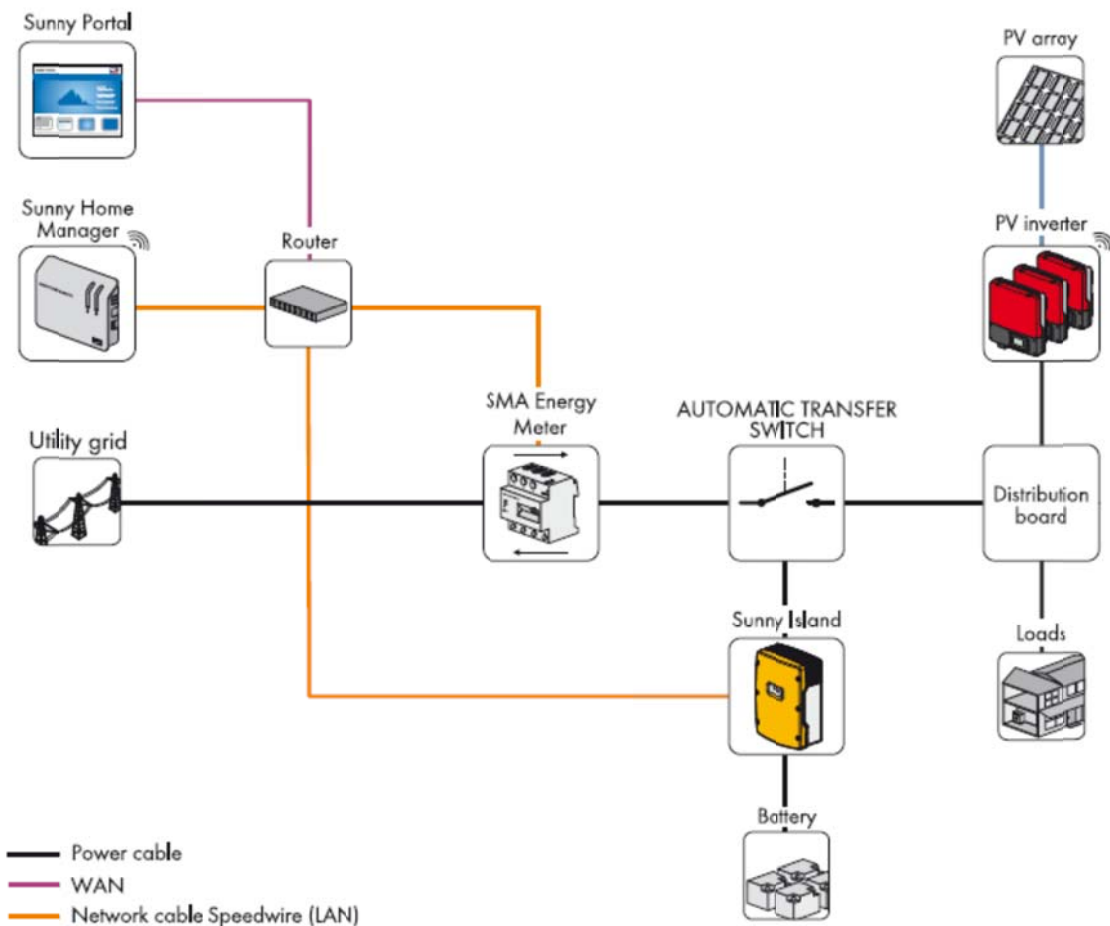 Sunny Portal
PV array
Sunny Home
Manager
Router
PV inverter
SMA Energy
Meter
AUTOMATIC TRANSFER
SWITCH
Utility grid
Distribution
board
Sunny Island
Loads
Battery
Power cable
WAN
Network cable Speedwire (LAN)